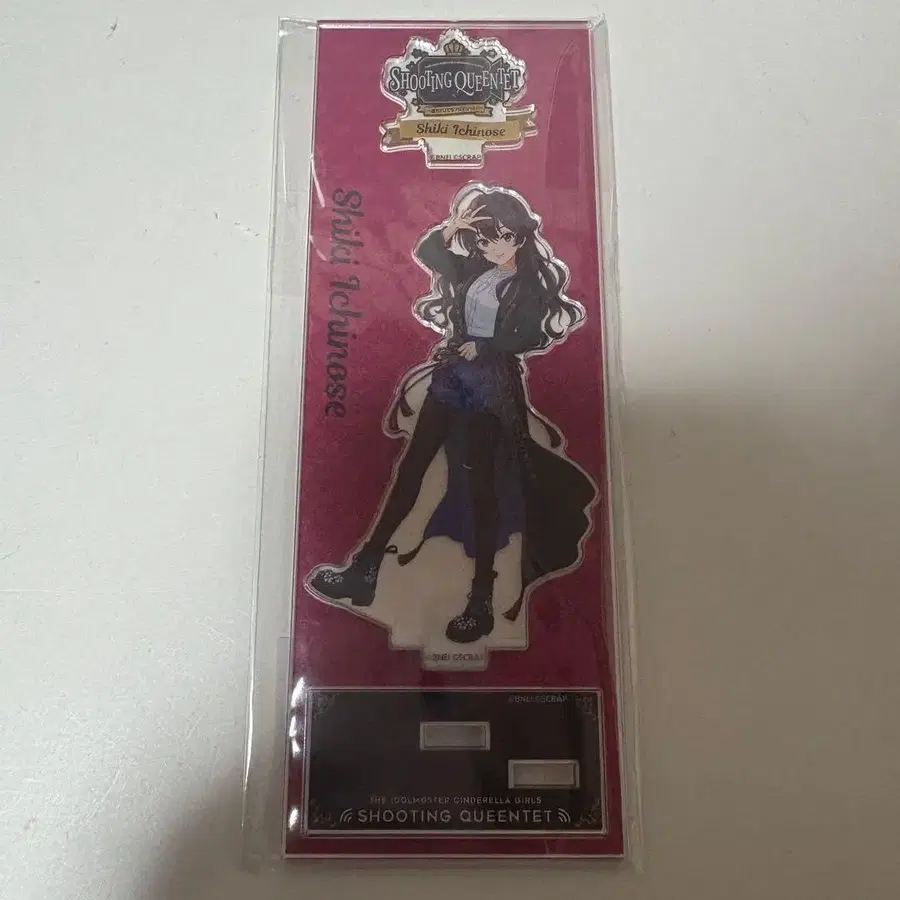 SHOOTING QUEENTET
Shiki Ichinose
©BNEI ©SCRAP
Shiki Ichinose
©BNEI ©SCRAP
©BNEI ©SCRAP
THE IDOLM@STER CINDERELLA GIRLS
SHOOTING QUEENTET